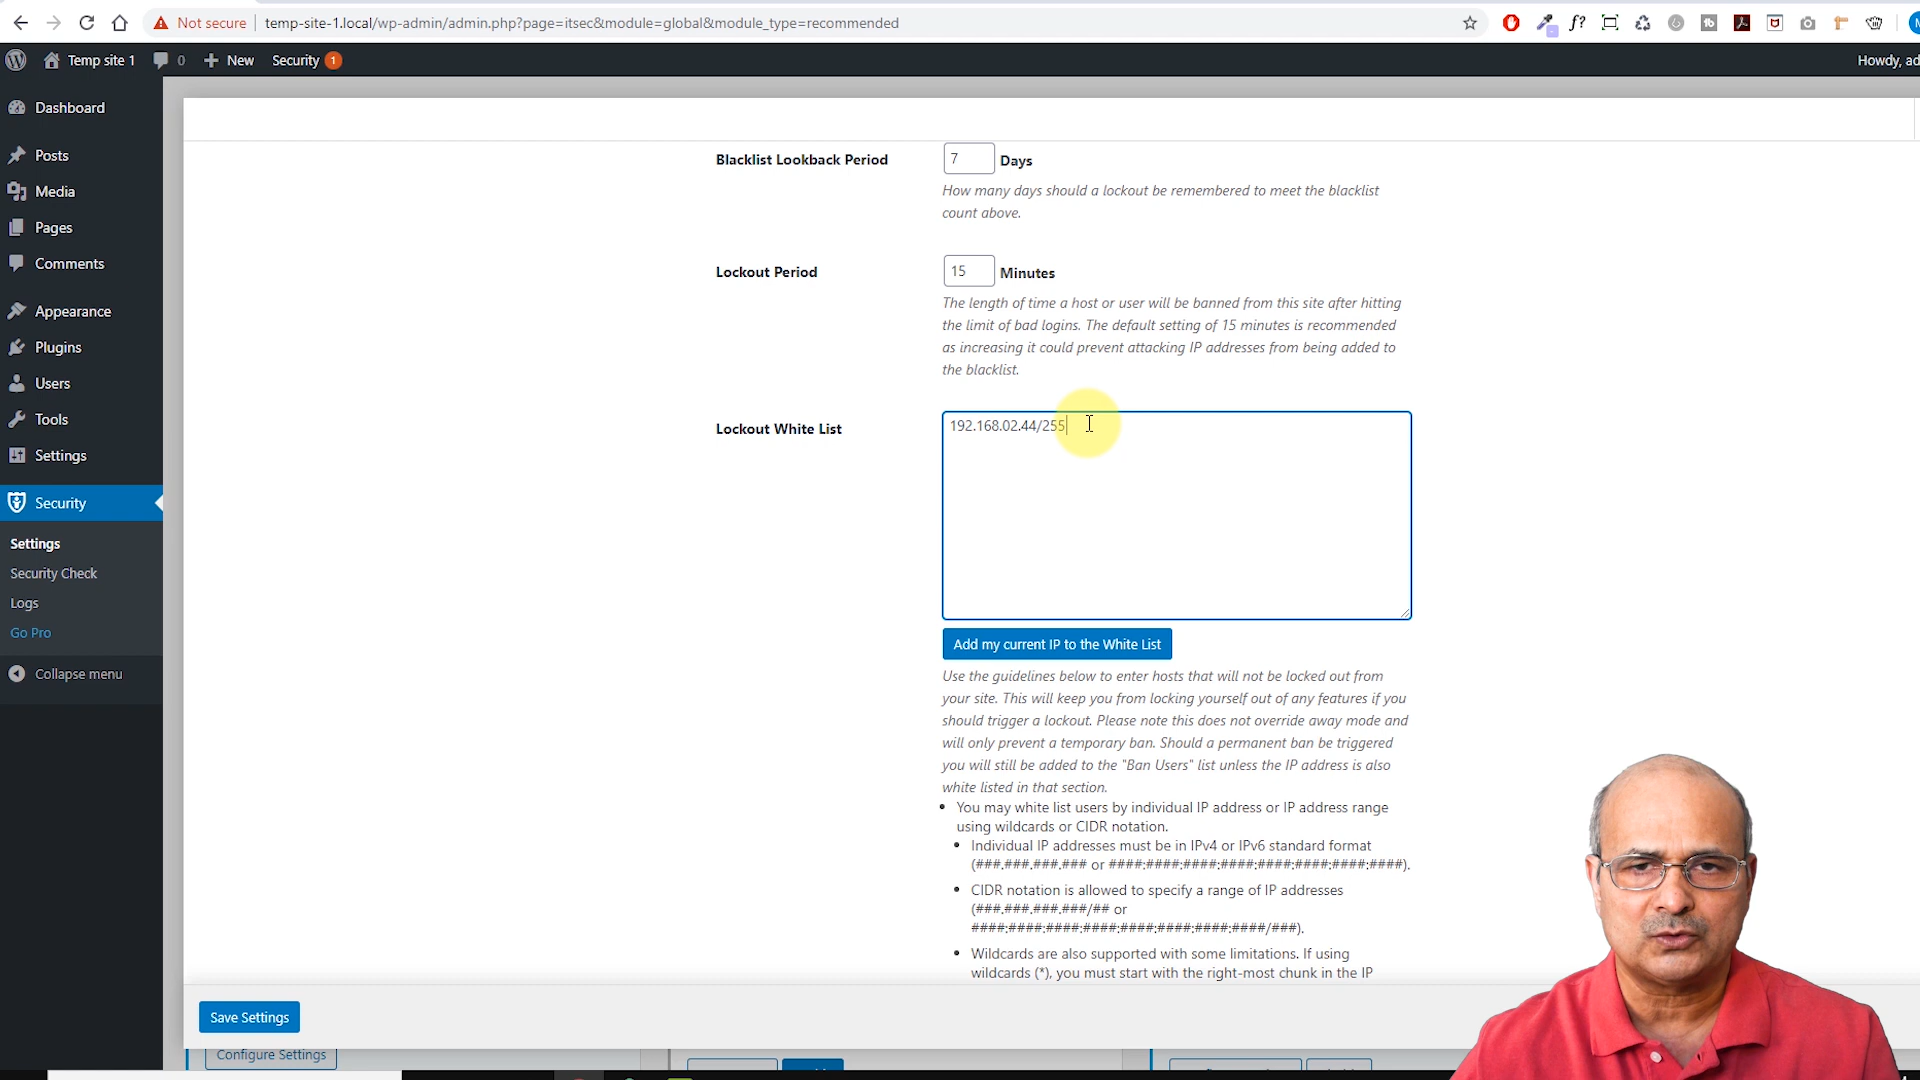 Not secure
temp-site-1.local/wp-admin/admin.php?page=itsec&module=global&module_type=recommended
f?
Temp site 1
0
New
Security 1
Howdy, ad
Dashboard
Posts
Media
Pages
Comments
Appearance
Plugins
Users
Tools
Settings
Security
Settings
Security Check
Logs
Go Pro
Collapse menu
Blacklist Lookback Period
7 Days
How many days should a lockout be remembered to meet the blacklist
count above.
Lockout Period
15 Minutes
The length of time a host or user will be banned from this site after hitting
the limit of bad logins. The default setting of 15 minutes is recommended
as increasing it could prevent attacking IP addresses from being added to
the blacklist.
Lockout White List
192.168.02.44/255
Add my current IP to the White List
Use the guidelines below to enter hosts that will not be locked out from
your site. This will keep you from locking yourself out of any features if you
should trigger a lockout. Please note this does not override away mode and
will only prevent a temporary ban. Should a permanent ban be triggered
you will still be added to the "Ban Users" list unless the IP address is also
white listed in that section.
• You may white list users by individual IP address or IP address range
using wildcards or CIDR notation.
• Individual IP addresses must be in IPv4 or IPv6 standard format
(###.###.###.### or ####:####:####:####:####:####:####:####).
• CIDR notation is allowed to specify a range of IP addresses
(###.###.###.###/## or
####:####:####:####:####:####:####:####/###).
• Wildcards are also supported with some limitations. If using
wildcards (*), you must start with the right-most chunk in the IP
Save Settings
Configure Settings